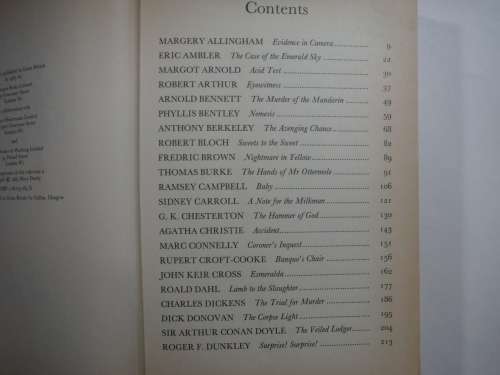 Contents
MARGERY ALLINGHAM Evidence in Camera 9
ERIC AMBLER The Case of the Emerald Sky 22
MARGOT ARNOLD Acid Test 30
ROBERT ARTHUR Eyewitness 37
ARNOLD BENNETT The Murder of the Mandarin 49
PHYLLIS BENTLEY Nemesis 59
ANTHONY BERKELEY The Avenging Chance 68
ROBERT BLOCH Sweets to the Sweet 82
FREDRIC BROWN Nightmare in Yellow 89
THOMAS BURKE The Hands of Mr Ottermole 91
RAMSEY CAMPBELL Baby 106
SIDNEY CARROLL A Note for the Milkman 121
G. K. CHESTERTON The Hammer of God 130
AGATHA CHRISTIE Accident 143
MARC CONNELLY Coroner's Inquest 151
RUPERT CROFT-COOKE Banquo's Chair 156
JOHN KEIR CROSS Esmeralda 162
ROALD DAHL Lamb to the Slaughter 177
CHARLES DICKENS The Trial for Murder 186
DICK DONOVAN The Corpse Light 195
SIR ARTHUR CONAN DOYLE The Veiled Lodger 204
ROGER F. DUNKLEY Surprise! Surprise! 213